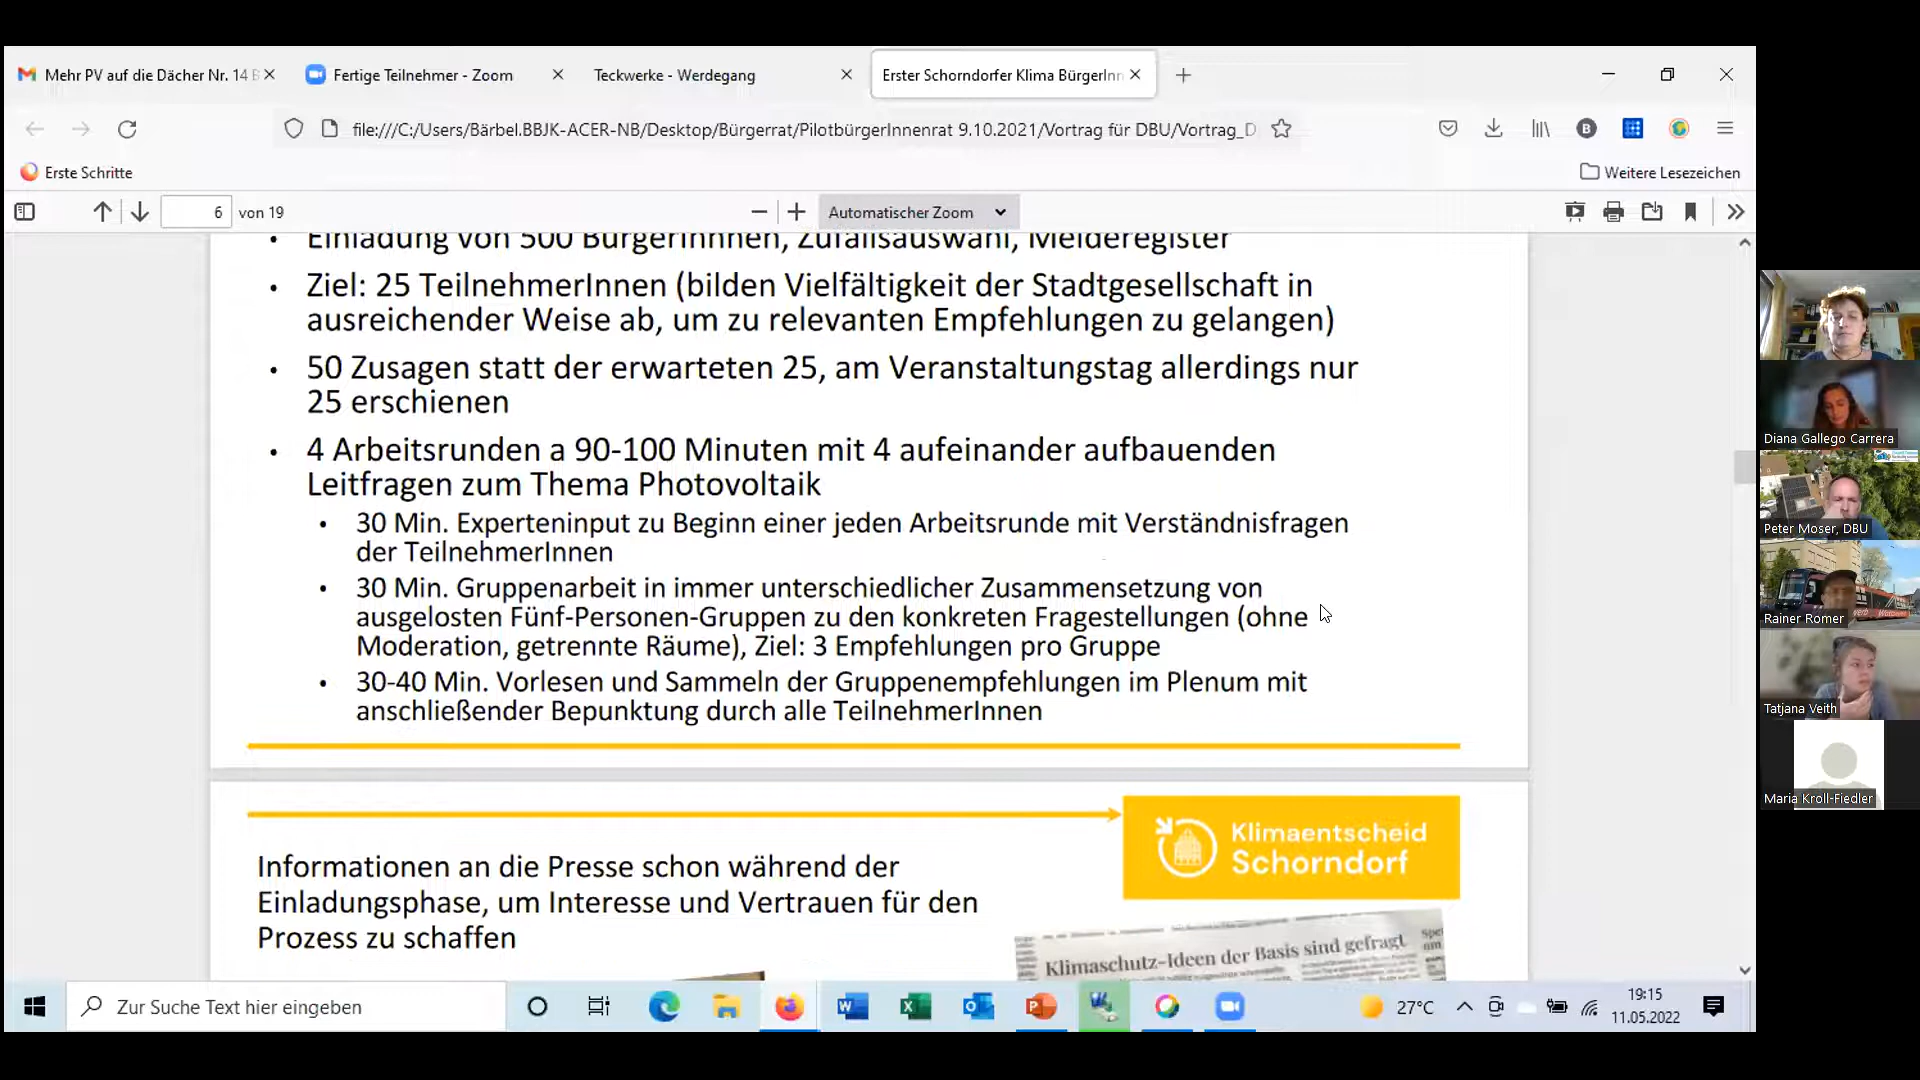 Mehr PV auf die Dächer Nr. 14
Fertige Teilnehmer - Zoom
Teckwerke - Werdegang
Erster Schorndorfer Klima BürgerInn
file:///C:/Users/Bärbel.BBJK-ACER-NB/Desktop/Bürgerrat/PilotbürgerInnenrat 9.10.2021/Vortrag für DBU/Vortrag_D
Erste Schritte
Weitere Lesezeichen
6 von 19
Automatischer Zoom
• Einladung von 500 BürgerInnnen, Zufallsauswahl, Melderegister
• Ziel: 25 TeilnehmerInnen (bilden Vielfältigkeit der Stadtgesellschaft in
ausreichender Weise ab, um zu relevanten Empfehlungen zu gelangen)
• 50 Zusagen statt der erwarteten 25, am Veranstaltungstag allerdings nur
25 erschienen
• 4 Arbeitsrunden a 90-100 Minuten mit 4 aufeinander aufbauenden
Leitfragen zum Thema Photovoltaik
• 30 Min. Experteninput zu Beginn einer jeden Arbeitsrunde mit Verständnisfragen
der TeilnehmerInnen
• 30 Min. Gruppenarbeit in immer unterschiedlicher Zusammensetzung von
ausgelosten Fünf-Personen-Gruppen zu den konkreten Fragestellungen (ohne
Moderation, getrennte Räume), Ziel: 3 Empfehlungen pro Gruppe
• 30-40 Min. Vorlesen und Sammeln der Gruppenempfehlungen im Plenum mit
anschließender Bepunktung durch alle TeilnehmerInnen
Klimaentscheid
Schorndorf
Informationen an die Presse schon während der
Einladungsphase, um Interesse und Vertrauen für den
Prozess zu schaffen
Klimaschutz-Ideen der Basis sind gefragt
Zur Suche Text hier eingeben
27°C
19:15
11.05.2022
Diana Gallego Carrera
Peter Moser, DBU
Rainer Romer
Tatjana Veith
Maria Kroll-Fiedler